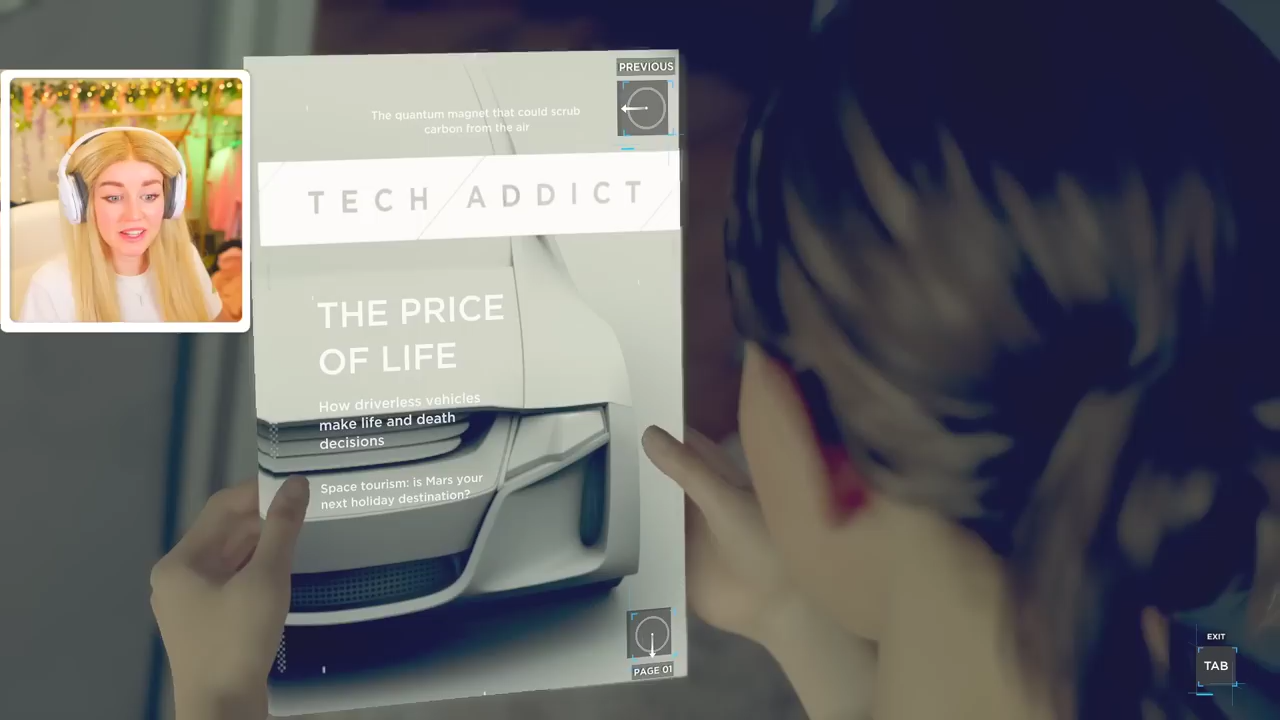 PREVIOUS
The quantum magnet that could scrub
carbon from the air
TECH ADDICT
THE PRICE
OF LIFE
How driverless vehicles
make life and death
decisions
Space tourism: is Mars your
next holiday destination?
PAGE 01
EXIT
TAB